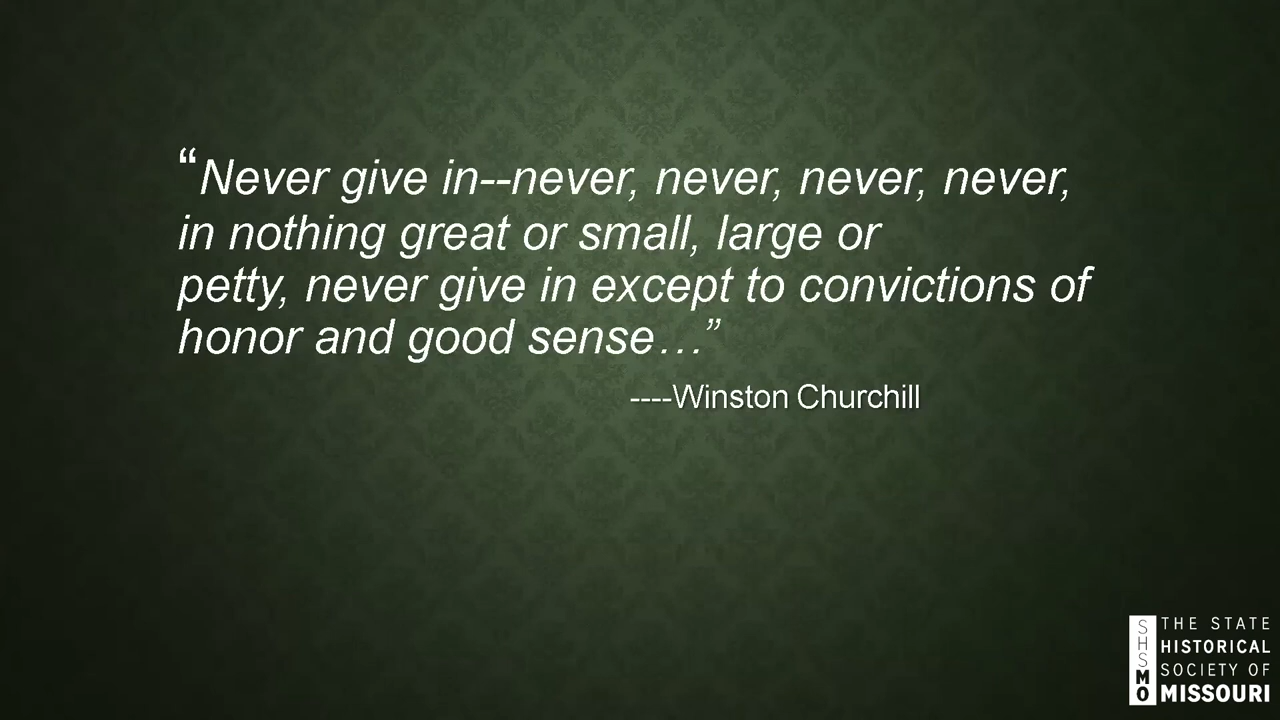 “Never give in--never, never, never, never,
in nothing great or small, large or
petty, never give in except to convictions of
honor and good sense…”
----Winston Churchill
SHSMO
THE STATE
HISTORICAL
SOCIETY OF
MISSOURI